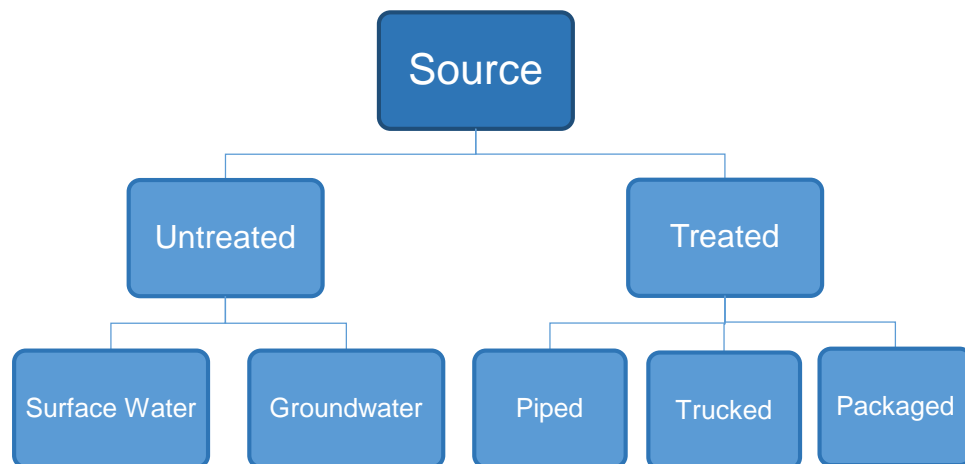 Source
Untreated
Treated
Surface Water
Groundwater
Piped
Trucked
Packaged